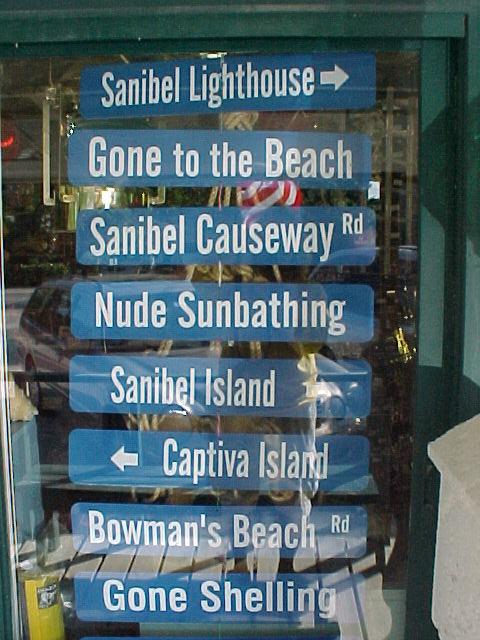 Sanibel Lighthouse →
Gone to the Beach
Sanibel Causeway Rd
Nude Sunbathing
Sanibel Island
← Captiva Island
Bowman's Beach Rd
Gone Shelling